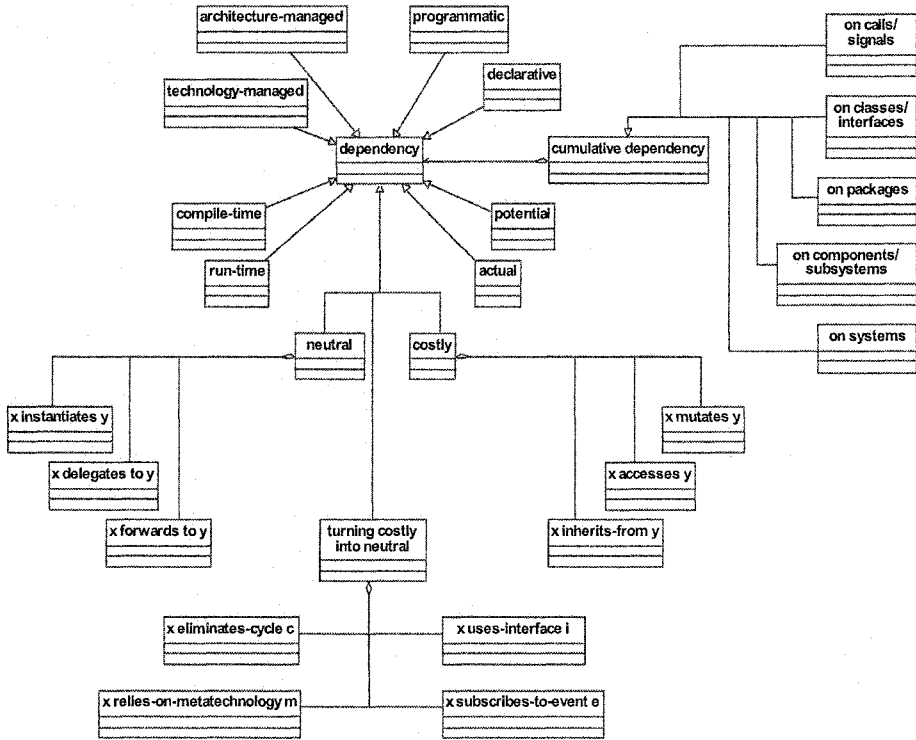 architecture-managed
programmatic
on calls/
signals
technology-managed
declarative
on classes/
interfaces
dependency
cumulative dependency
on packages
compile-time
potential
on components/
subsystems
run-time
actual
neutral
costly
on systems
x instantiates y
x mutates y
x delegates to y
x accesses y
x forwards to y
turning costly
into neutral
x inherits-from y
x eliminates-cycle c
x uses-interface i
x relies-on-metatechnology m
x subscribes-to-event e